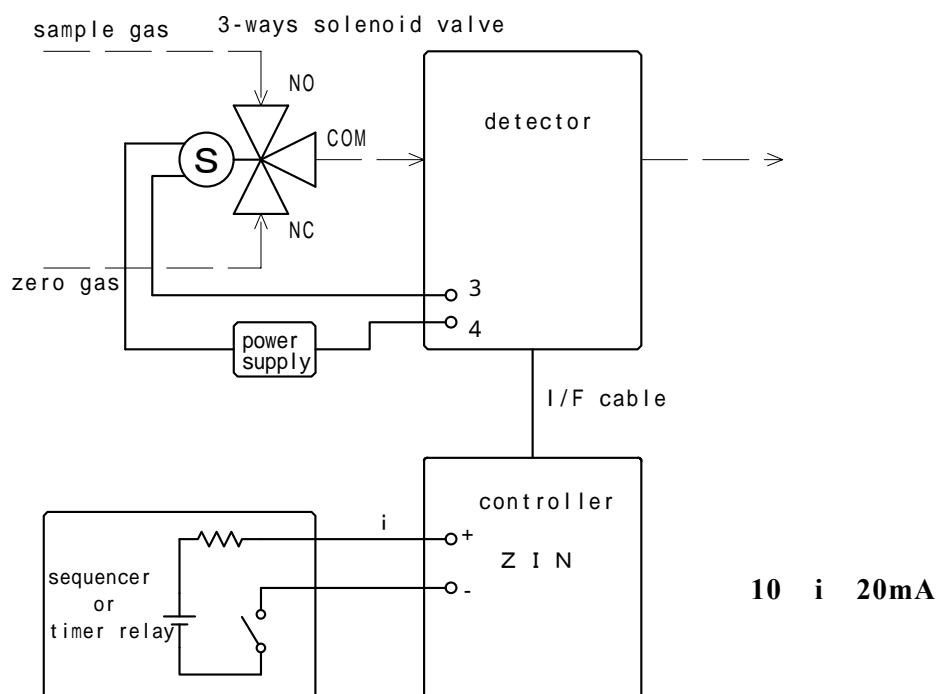 sample gas
3-ways solenoid valve
NO
detector
COM
S
NC
zero gas
3
4
power
supply
I/F cable
controller
i
+
Z I N
-
sequencer
or
timer relay
10 i 20mA